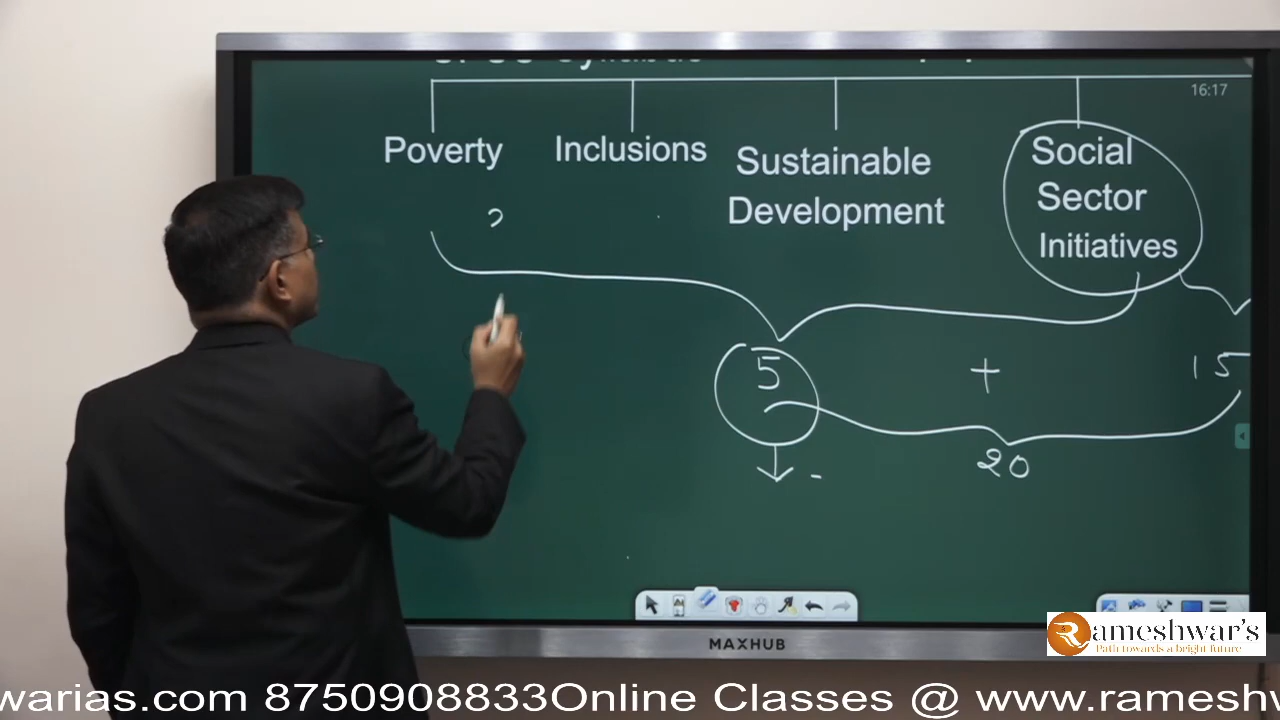 16:17
Poverty
Inclusions
Sustainable
Development
Social
Sector
Initiatives
5
+
15
20
MAXHUB
Rameshwar's
Path towards a bright future
warias.com 8750908833Online Classes @ www.ramesh